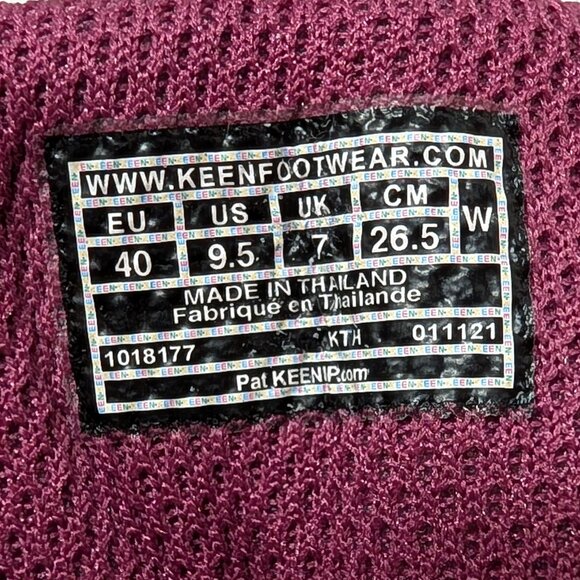 WWW.KEENFOOTWEAR.COM
EU US UK CM W
40 9.5 7 26.5
MADE IN THAILAND
Fabriqué en Thaïlande
1018177 KTH 011121
Pat KEENIP.com